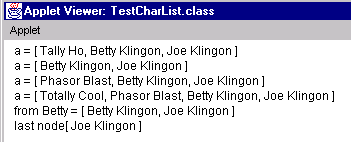 Applet Viewer: TestCharList.class
Applet
a = [ Tally Ho, Betty Klingon, Joe Klingon ]
a = [ Betty Klingon, Joe Klingon ]
a = [ Phasor Blast, Betty Klingon, Joe Klingon ]
a = [ Totally Cool, Phasor Blast, Betty Klingon, Joe Klingon ]
from Betty = [ Betty Klingon, Joe Klingon ]
last node[ Joe Klingon ]